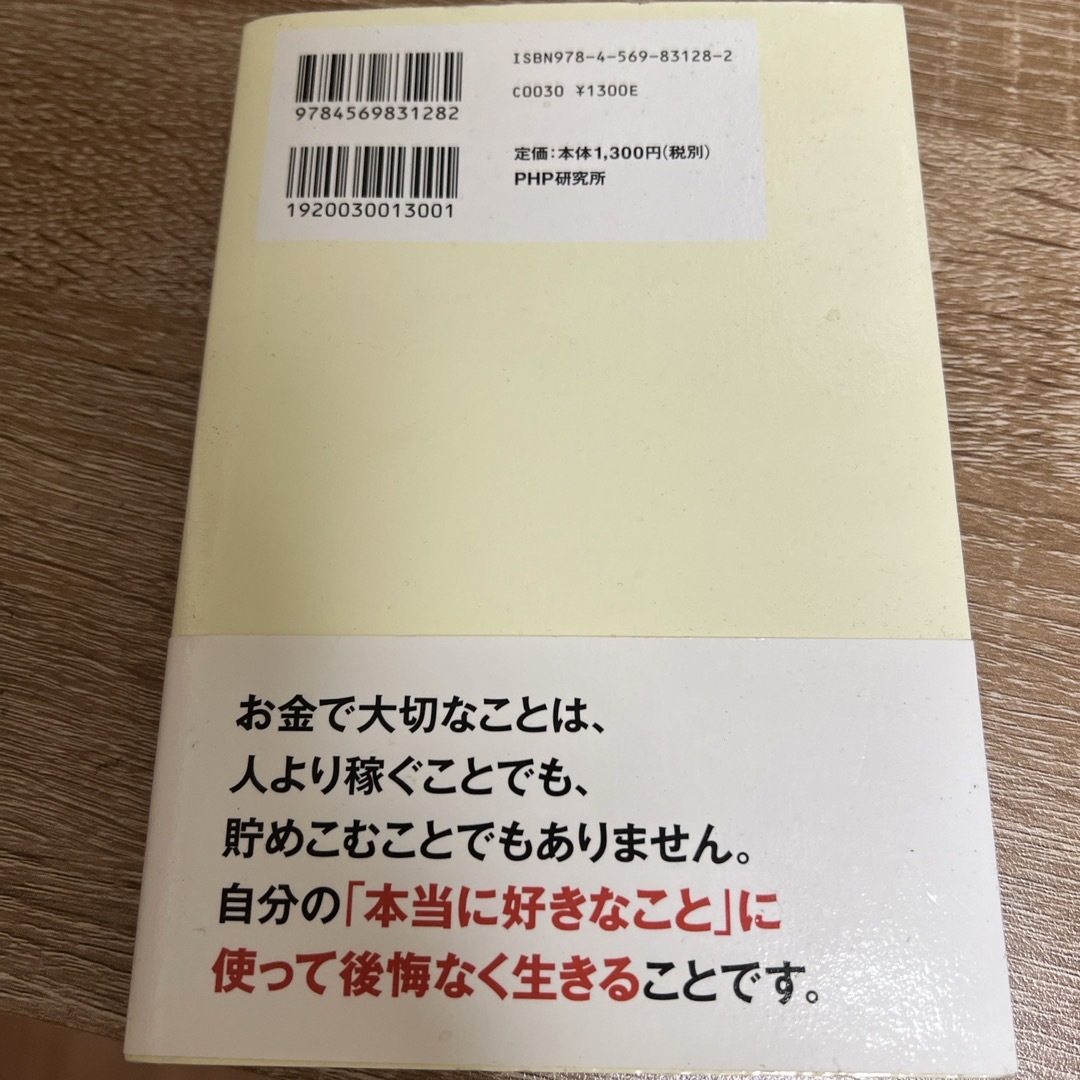 9784569831282
ISBN978-4-569-83128-2
C0030 ¥1300E
1920030013001
定価:本体1,300円(税別)
PHP研究所
お金で大切なことは、
人より稼ぐことでも、
貯めこむことでもありません。
自分の「本当に好きなこと」に
使って後悔なく生きることです。